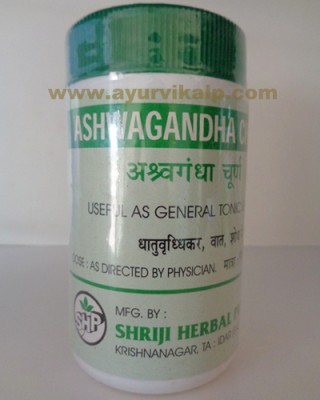 www.ayurvikalp.com
ASHWAGANDHA
अश्वगंधा चूर्ण
USEFUL AS GENERAL TONIC
धातुवृध्धिकर, वात, शोथ
DOSE : AS DIRECTED BY PHYSICIAN. मात्रा
MFG. BY :
SHP
SHRIJI HERBAL
KRISHNANAGAR, TA : IDAR